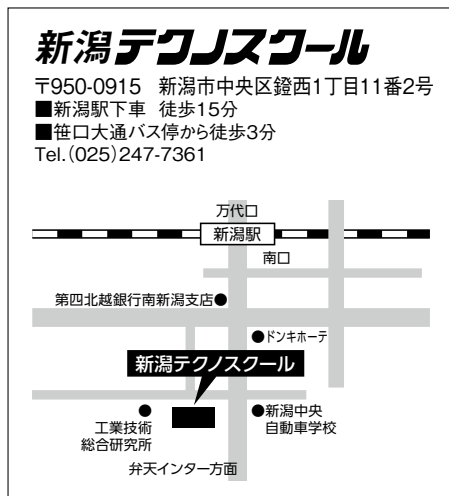 新潟テクノスクール
〒950-0915 新潟市中央区鐙西1丁目11番2号
■新潟駅下車 徒歩15分
■笹口大通バス停から徒歩3分
Tel.(025)247-7361
万代口
新潟駅
南口
第四北越銀行南新潟支店●
●ドンキホーテ
新潟テクノスクール
工業技術
総合研究所
●新潟中央
自動車学校
弁天インター方面